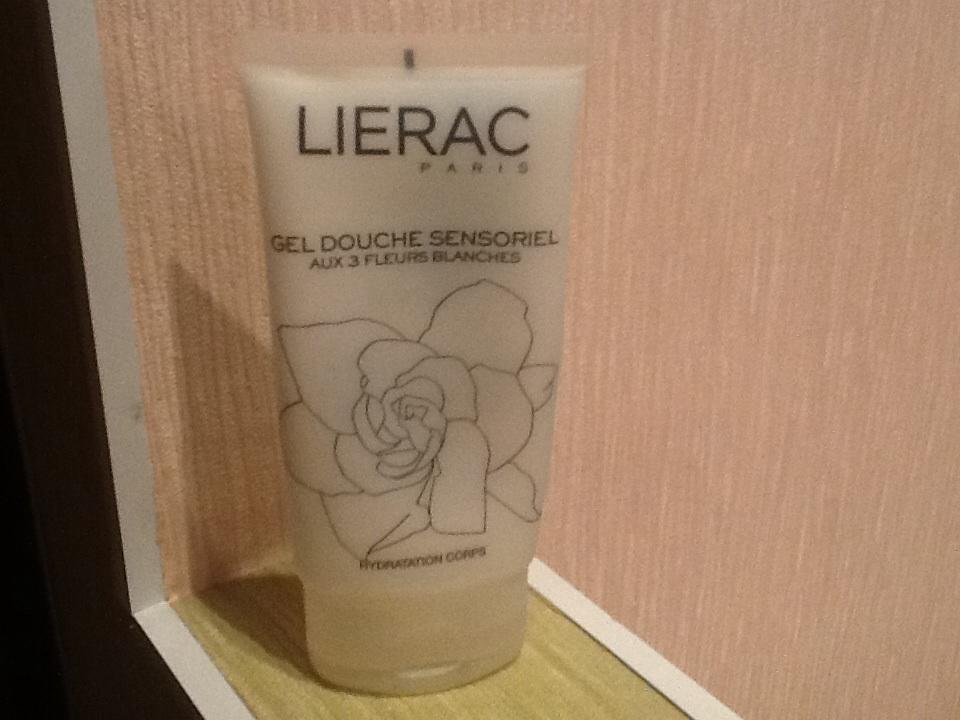 LIERAC
PARIS
GEL DOUCHE SENSORIEL
AUX 3 FLEURS BLANCHES
HYDRATATION CORPS